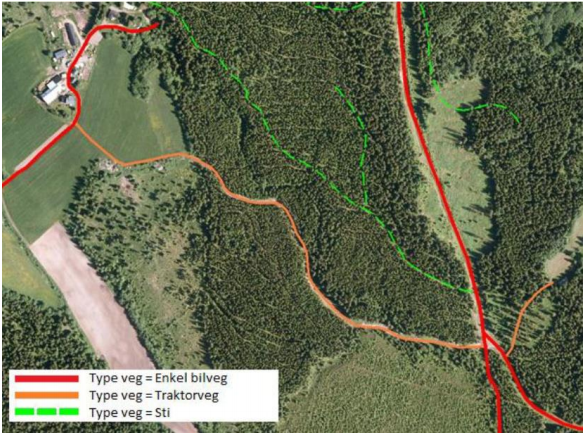 Type veg = Enkel bilveg
Type veg = Traktorveg
Type veg = Sti